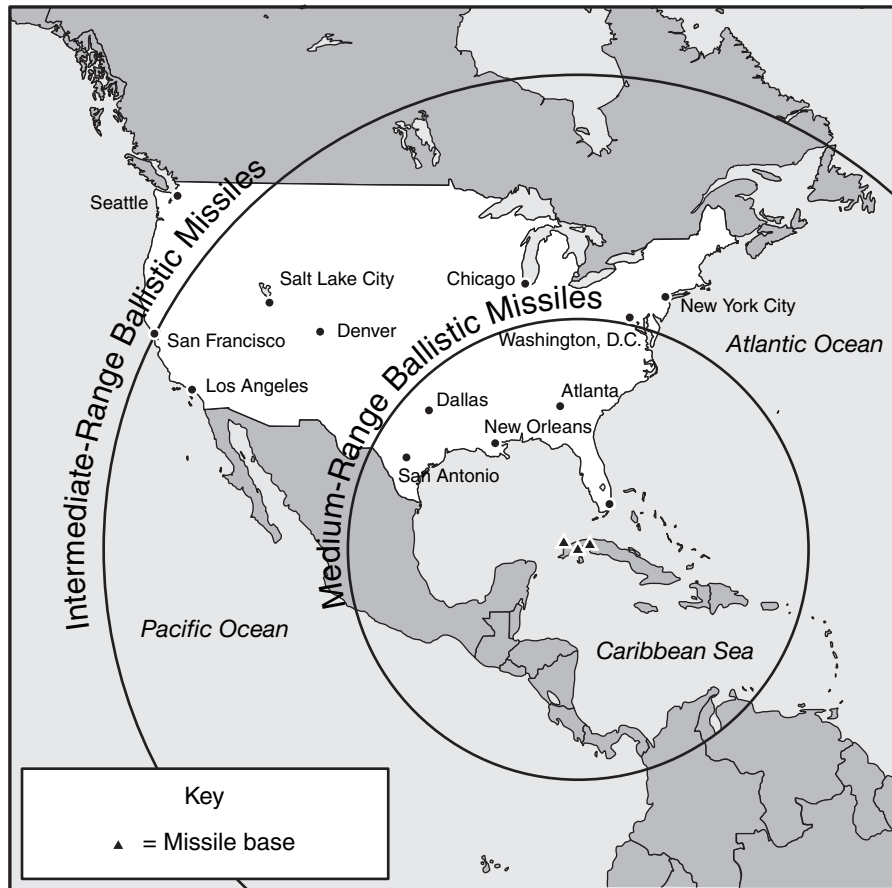 Intermediate-Range Ballistic Missiles
Medium-Range Ballistic Missiles
Seattle
Salt Lake City
Chicago
New York City
San Francisco
Denver
Washington, D.C.
Atlantic Ocean
Los Angeles
Dallas
Atlanta
New Orleans
San Antonio
Pacific Ocean
Caribbean Sea
Key
▲ = Missile base